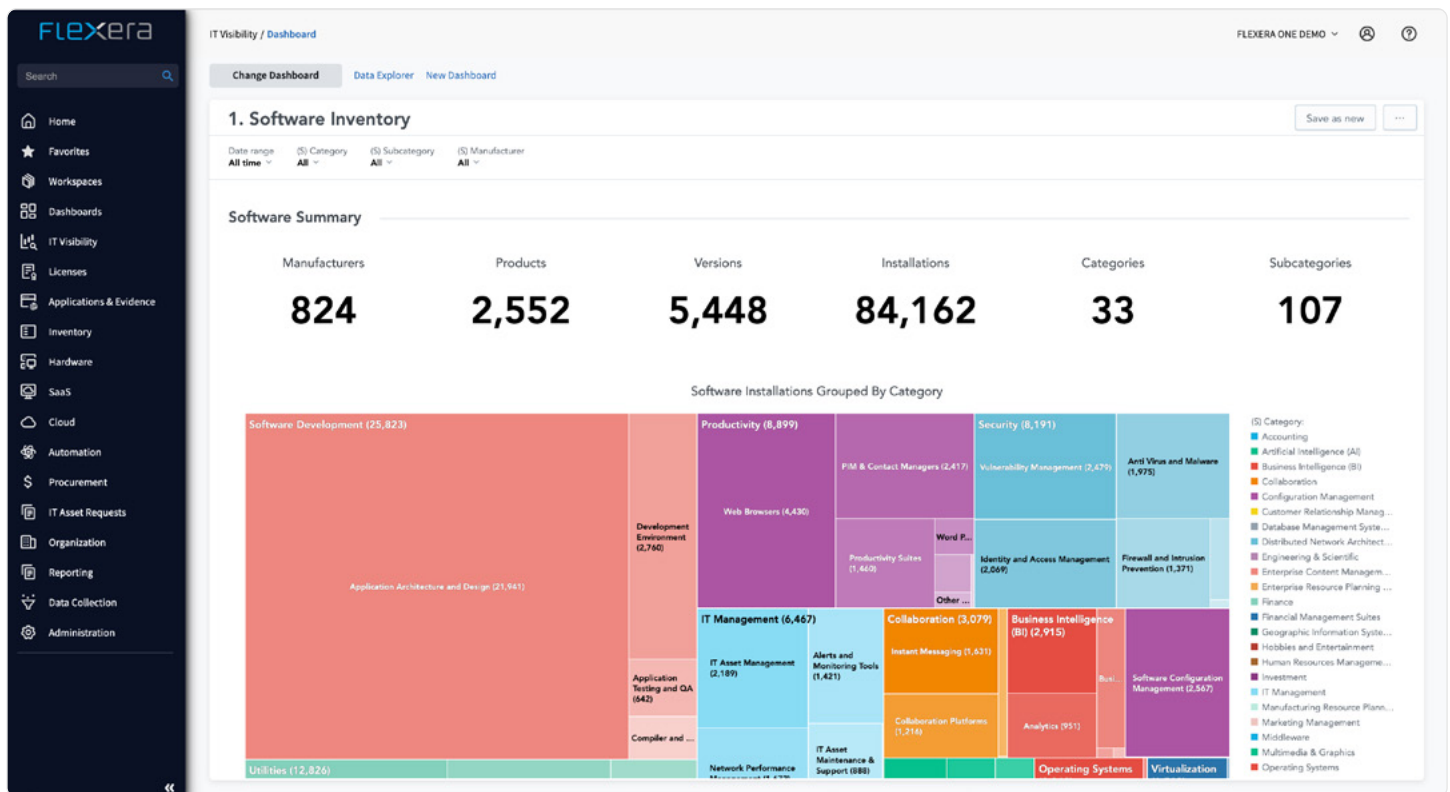 FLEXERA
Search
Home
Favorites
Workspaces
Dashboards
IT Visibility
Licenses
Applications & Evidence
Inventory
Hardware
SaaS
Cloud
Automation
Procurement
IT Asset Requests
Organization
Reporting
Data Collection
Administration
«
IT Visibility / Dashboard
FLEXERA ONE DEMO
Change Dashboard Data Explorer New Dashboard
1. Software Inventory
Save as new ...
Date range (S) Category (S) Subcategory (S) Manufacturer
All time All All All
Software Summary
Manufacturers Products Versions Installations Categories Subcategories
824 2,552 5,448 84,162 33 107
Software Installations Grouped By Category
Software Development (25,823)
Application Architecture and Design (21,941)
Development
Environment
(2,760)
Application
Testing and QA
(642)
Compiler and ...
Utilities (12,826)
Productivity (8,899)
Web Browsers (4,430)
PIM & Contact Managers (2,417)
Productivity Suites
(1,460)
Word P...
Other ...
Security (8,191)
Vulnerability Management (2,479)
Anti Virus and Malware
(1,975)
Identity and Access Management
(2,069)
Firewall and Intrusion
Prevention (1,371)
IT Management (6,467)
IT Asset Management
(2,189)
Alerts and
Monitoring Tools
(1,421)
Network Performance
IT Asset
Maintenance &
Support (888)
Collaboration (3,079)
Instant Messaging (1,631)
Collaboration Platforms
(1,216)
Business Intelligence
(BI) (2,915)
Busi...
Analytics (951)
Software Configuration
Management (2,567)
Operating Systems
Virtualization
(S) Category:
Accounting
Artificial Intelligence (AI)
Business Intelligence (BI)
Collaboration
Configuration Management
Customer Relationship Manag...
Database Management Syste...
Distributed Network Architect...
Engineering & Scientific
Enterprise Content Managem...
Enterprise Resource Planning ...
Finance
Financial Management Suites
Geographic Information Syste...
Hobbies and Entertainment
Human Resources Manageme...
Investment
IT Management
Manufacturing Resource Plann...
Marketing Management
Middleware
Multimedia & Graphics
Operating Systems